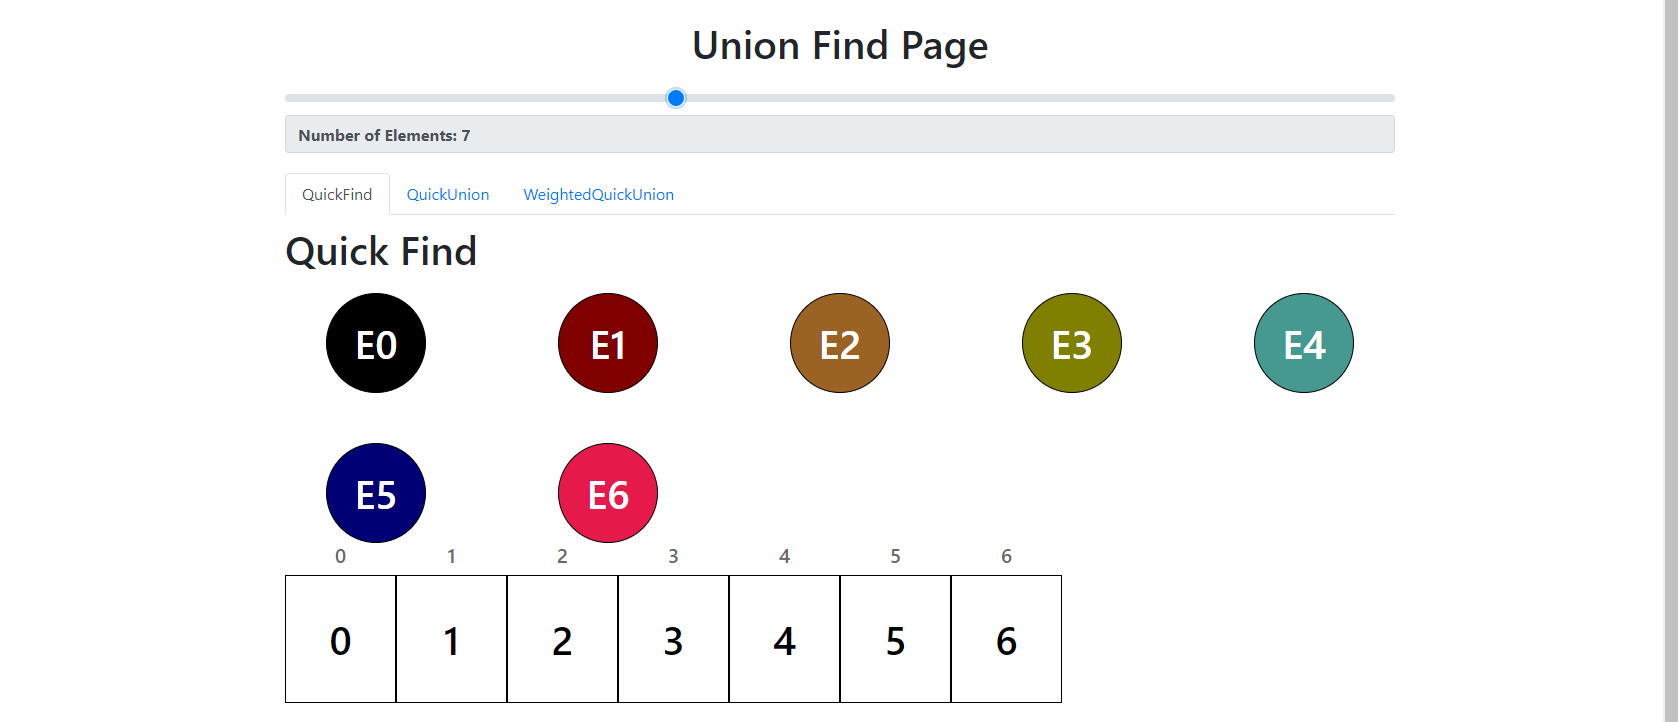 Union Find Page
Number of Elements: 7
QuickFind QuickUnion WeightedQuickUnion
Quick Find
E0 E1 E2 E3 E4
E5 E6
0 1 2 3 4 5 6
0 1 2 3 4 5 6